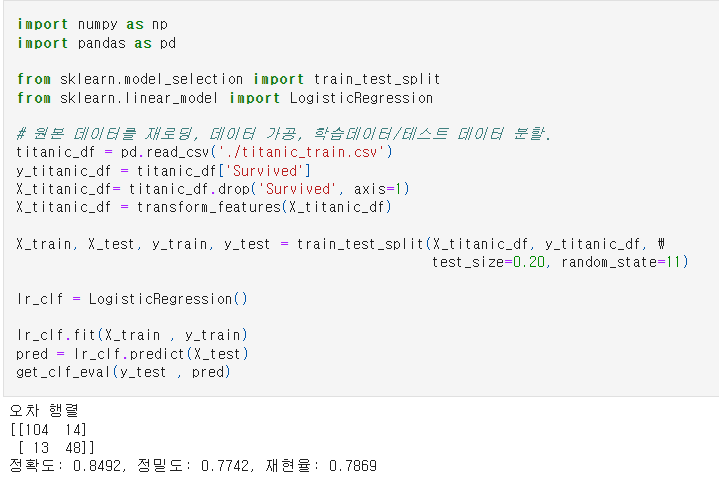 import numpy as np
import pandas as pd
from sklearn.model_selection import train_test_split
from sklearn.linear_model import LogisticRegression
# 원본 데이터를 재로딩, 데이터 가공, 학습데이터/테스트 데이터 분할.
titanic_df = pd.read_csv('./titanic_train.csv')
y_titanic_df = titanic_df['Survived']
X_titanic_df= titanic_df.drop('Survived', axis=1)
X_titanic_df = transform_features(X_titanic_df)
X_train, X_test, y_train, y_test = train_test_split(X_titanic_df, y_titanic_df, ₩
test_size=0.20, random_state=11)
lr_clf = LogisticRegression()
lr_clf.fit(X_train , y_train)
pred = lr_clf.predict(X_test)
get_clf_eval(y_test , pred)
오차 행렬
[[104  14]
[ 13  48]]
정확도: 0.8492, 정밀도: 0.7742, 재현율: 0.7869